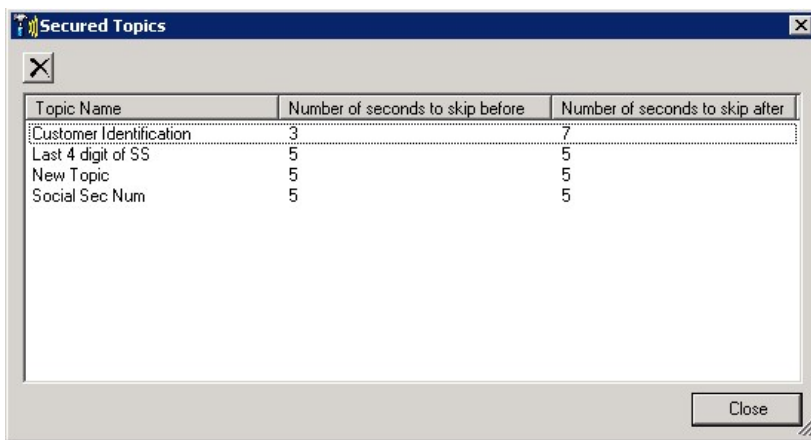 Secured Topics
Topic Name Number of seconds to skip before Number of seconds to skip after
Customer Identification 3 7
Last 4 digit of SS 5 5
New Topic 5 5
Social Sec Num 5 5
Close